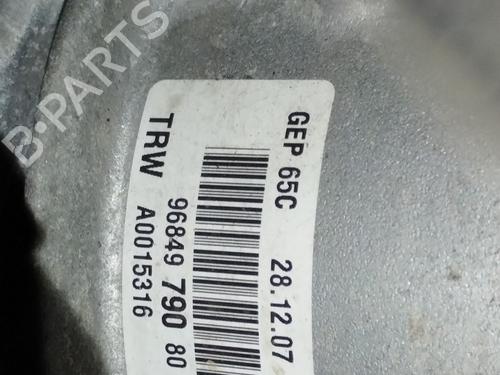 GEP 65C 28.12.07
TRW 96849 790 80
A0015316
B-PARTS